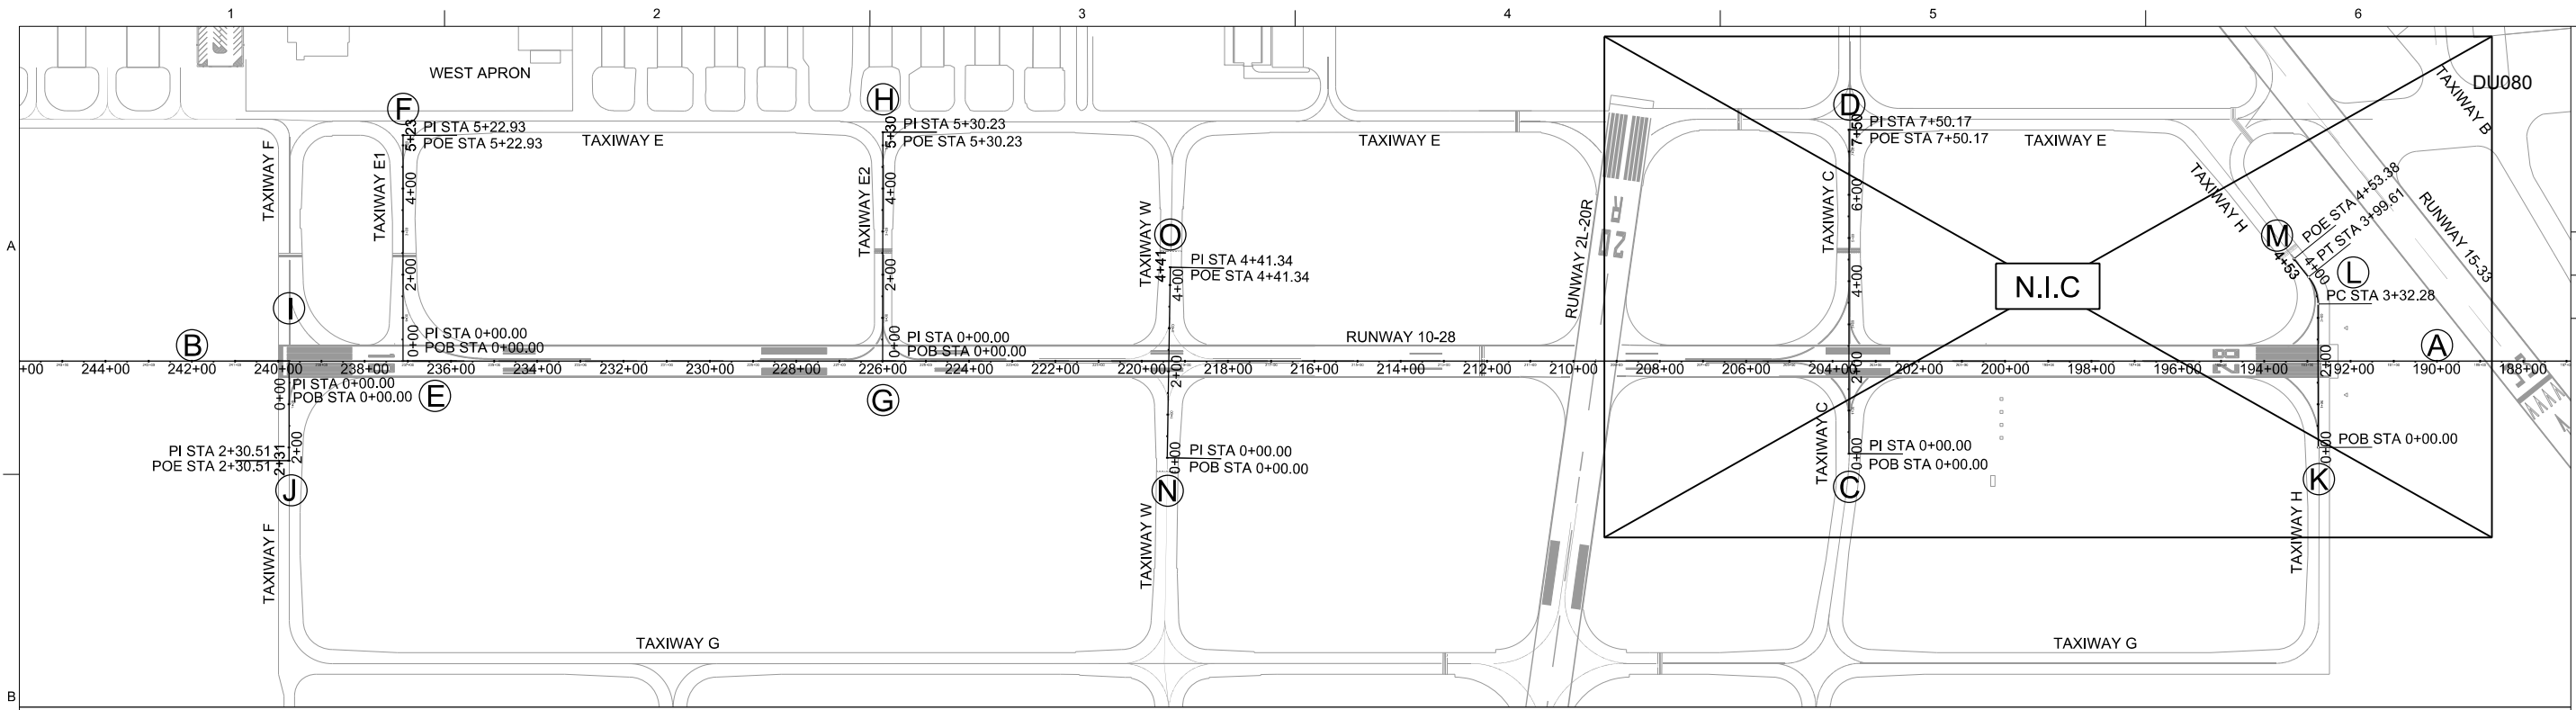 1 2 3 4 5 6
WEST APRON
DU080
TAXIWAY B
F
H
D
5+23
PI STA 5+22.93
POE STA 5+22.93
5+30
PI STA 5+30.23
POE STA 5+30.23
7+50
PI STA 7+50.17
POE STA 7+50.17
TAXIWAY E
TAXIWAY E
TAXIWAY E
TAXIWAY F
TAXIWAY E1
4+00
2+00
0+00
TAXIWAY E2
4+00
2+00
0+00
TAXIWAY W
O
4+41
PI STA 4+41.34
POE STA 4+41.34
4+00
2+00
0+00
RUNWAY 2L-20R
20R
TAXIWAY C
6+00
4+00
2+00
0+00
TAXIWAY H
M
POE STA 4+53.38
PT STA 3+99.61
4+53
4+00
RUNWAY 15-33
L
PC STA 3+32.28
N.I.C
A
I
B
PI STA 0+00.00
POB STA 0+00.00
PI STA 0+00.00
POB STA 0+00.00
RUNWAY 10-28
A
+00 244+00 242+00 240+00 238+00 236+00 234+00 232+00 230+00 228+00 226+00 224+00 222+00 220+00 218+00 216+00 214+00 212+00 210+00 208+00 206+00 204+00 202+00 200+00 198+00 196+00 194+00 192+00 190+00 188+00
28
15
0+00
PI STA 0+00.00
POB STA 0+00.00
E
G
2+00
2+31
PI STA 2+30.51
POE STA 2+30.51
J
PI STA 0+00.00
POB STA 0+00.00
N
TAXIWAY C
PI STA 0+00.00
POB STA 0+00.00
C
2+00
0+00
POB STA 0+00.00
K
TAXIWAY F
TAXIWAY W
TAXIWAY H
TAXIWAY G
TAXIWAY G
B